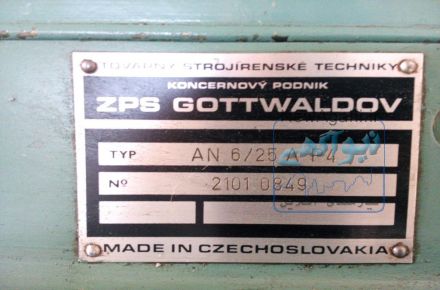 TOVÁRNY STROJÍRENSKÉ TECHNIKY
KONCERNOVÝ PODNIK
ZPS GOTTWALDOV
TYP AN 6/25 A-P4
Nº 2101 0849
MADE IN CZECHOSLOVAKIA